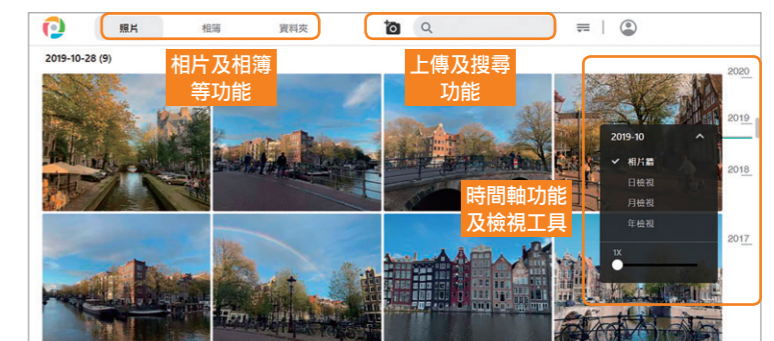 照片 相簿 資料夾
2019-10-28 (9)
相片及相簿
等功能
上傳及搜尋
功能
2020
2019
2019-10
✓ 相片牆
日檢視
月檢視
年檢視
1X
2018
2017
時間軸功能
及檢視工具